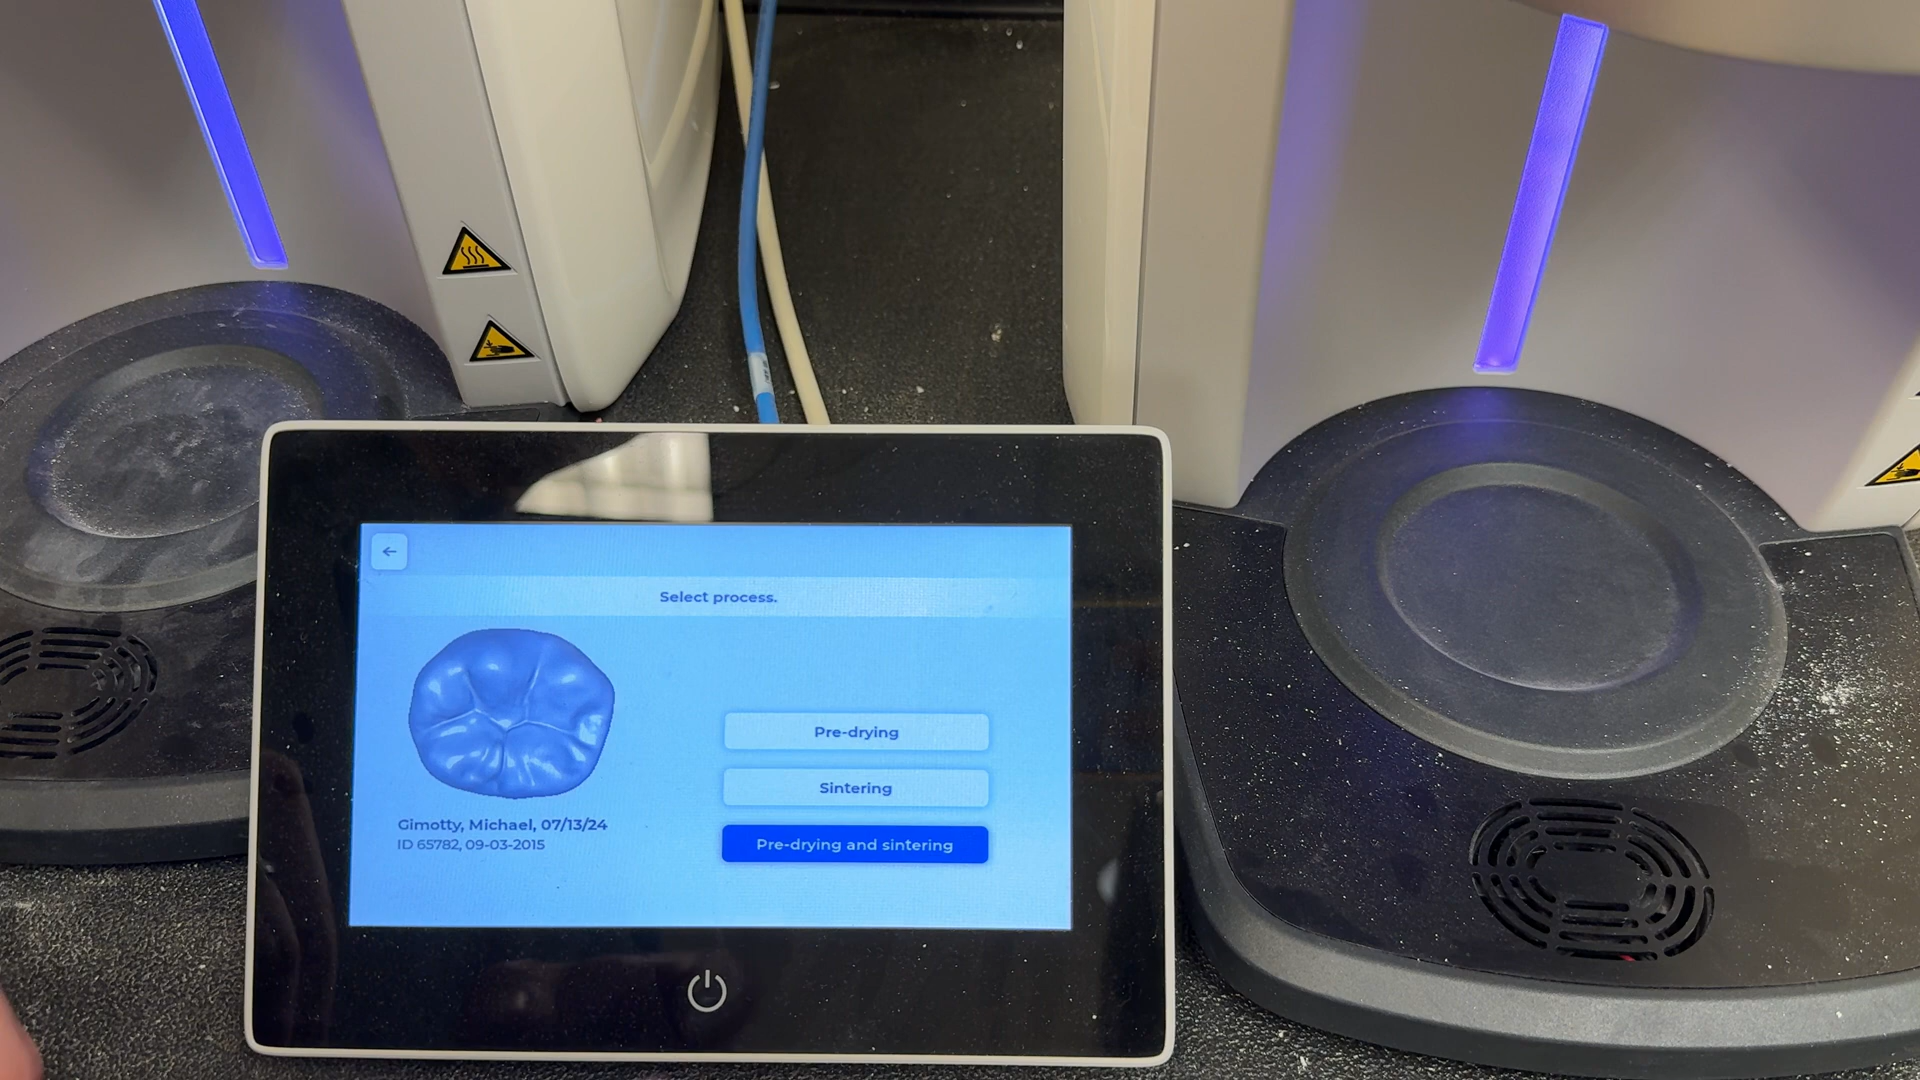 Select process.
Pre-drying
Sintering
Gimotty, Michael, 07/13/24
ID 65782, 09-03-2015
Pre-drying and sintering